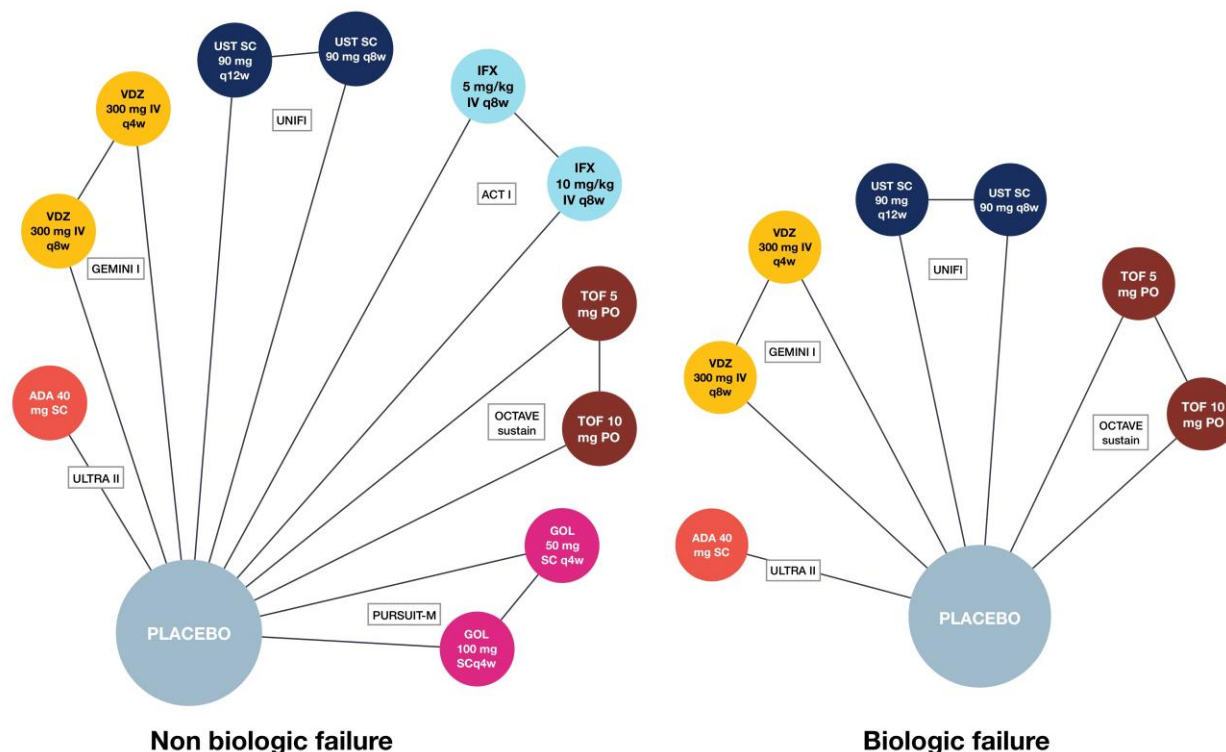 UST SC
90 mg
q12w
UST SC
90 mg q8w
UNIFI
VDZ
300 mg IV
q4w
VDZ
300 mg IV
q8w
GEMINI I
IFX
5 mg/kg
IV q8w
IFX
10 mg/kg
IV q8w
ACT I
TOF 5
mg PO
TOF 10
mg PO
OCTAVE
sustain
ADA 40
mg SC
ULTRA II
GOL
50 mg
SC q4w
GOL
100 mg
SCq4w
PURSUIT-M
PLACEBO
Non biologic failure
UST SC
90 mg
q12w
UST SC
90 mg q8w
UNIFI
VDZ
300 mg IV
q4w
VDZ
300 mg IV
q8w
GEMINI I
TOF 5
mg PO
TOF 10
mg PO
OCTAVE
sustain
ADA 40
mg SC
ULTRA II
PLACEBO
Biologic failure